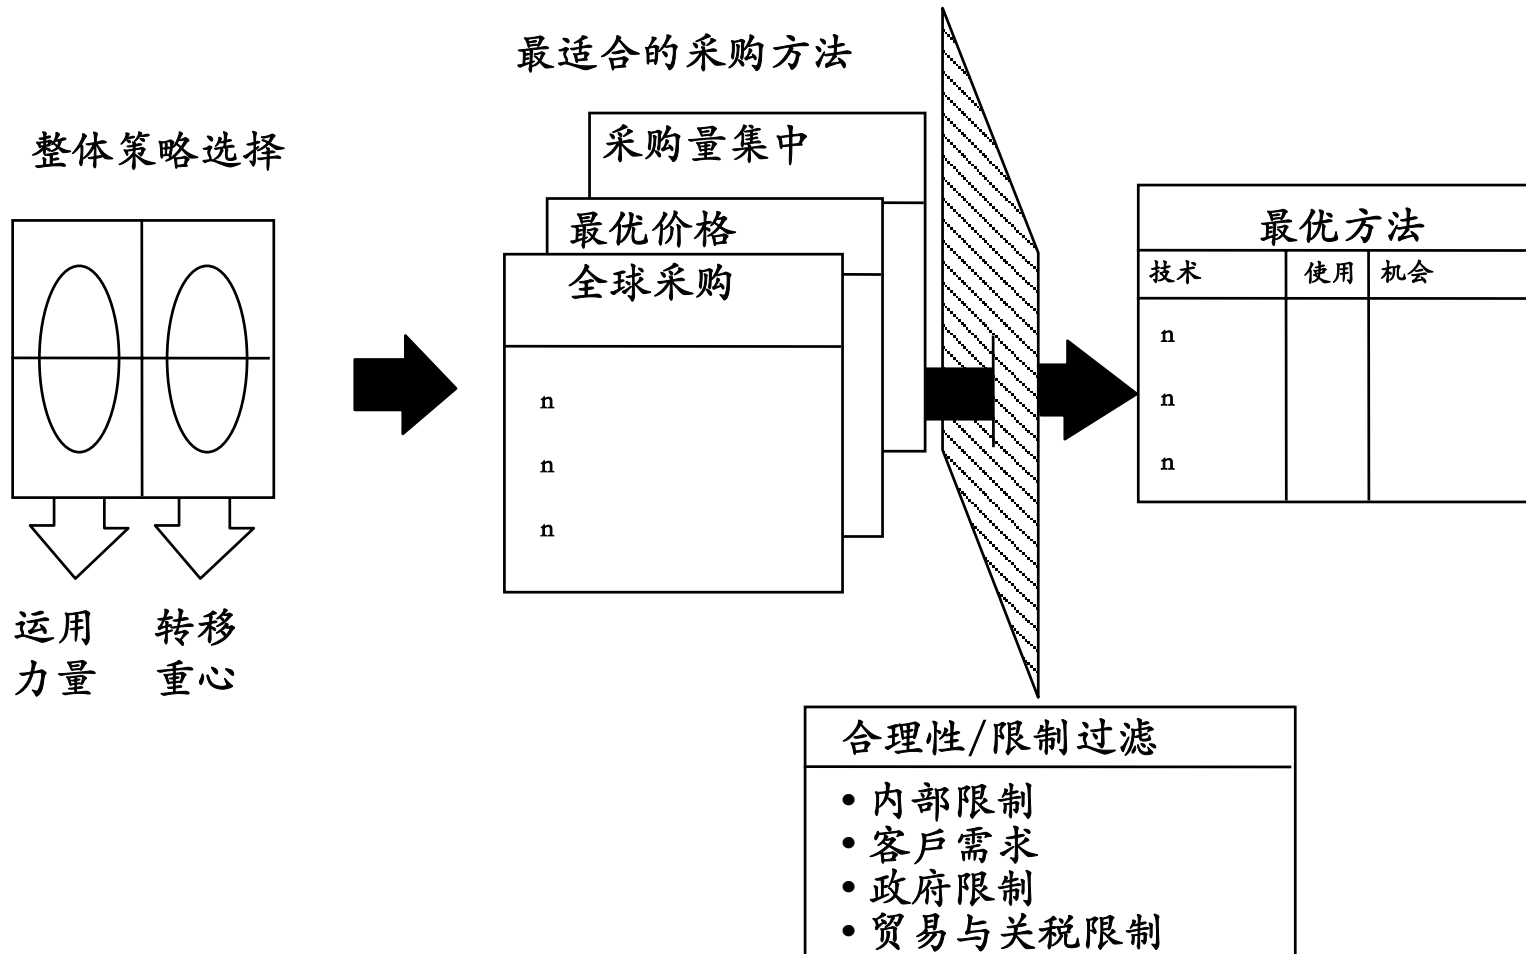 最适合的采购方法
整体策略选择
采购量集中
最优价格
全球采购
n
n
n
运用
力量
转移
重心
最优方法
技术 使用 机会
n
n
n
合理性/限制过滤
• 内部限制
• 客户需求
• 政府限制
• 贸易与关税限制